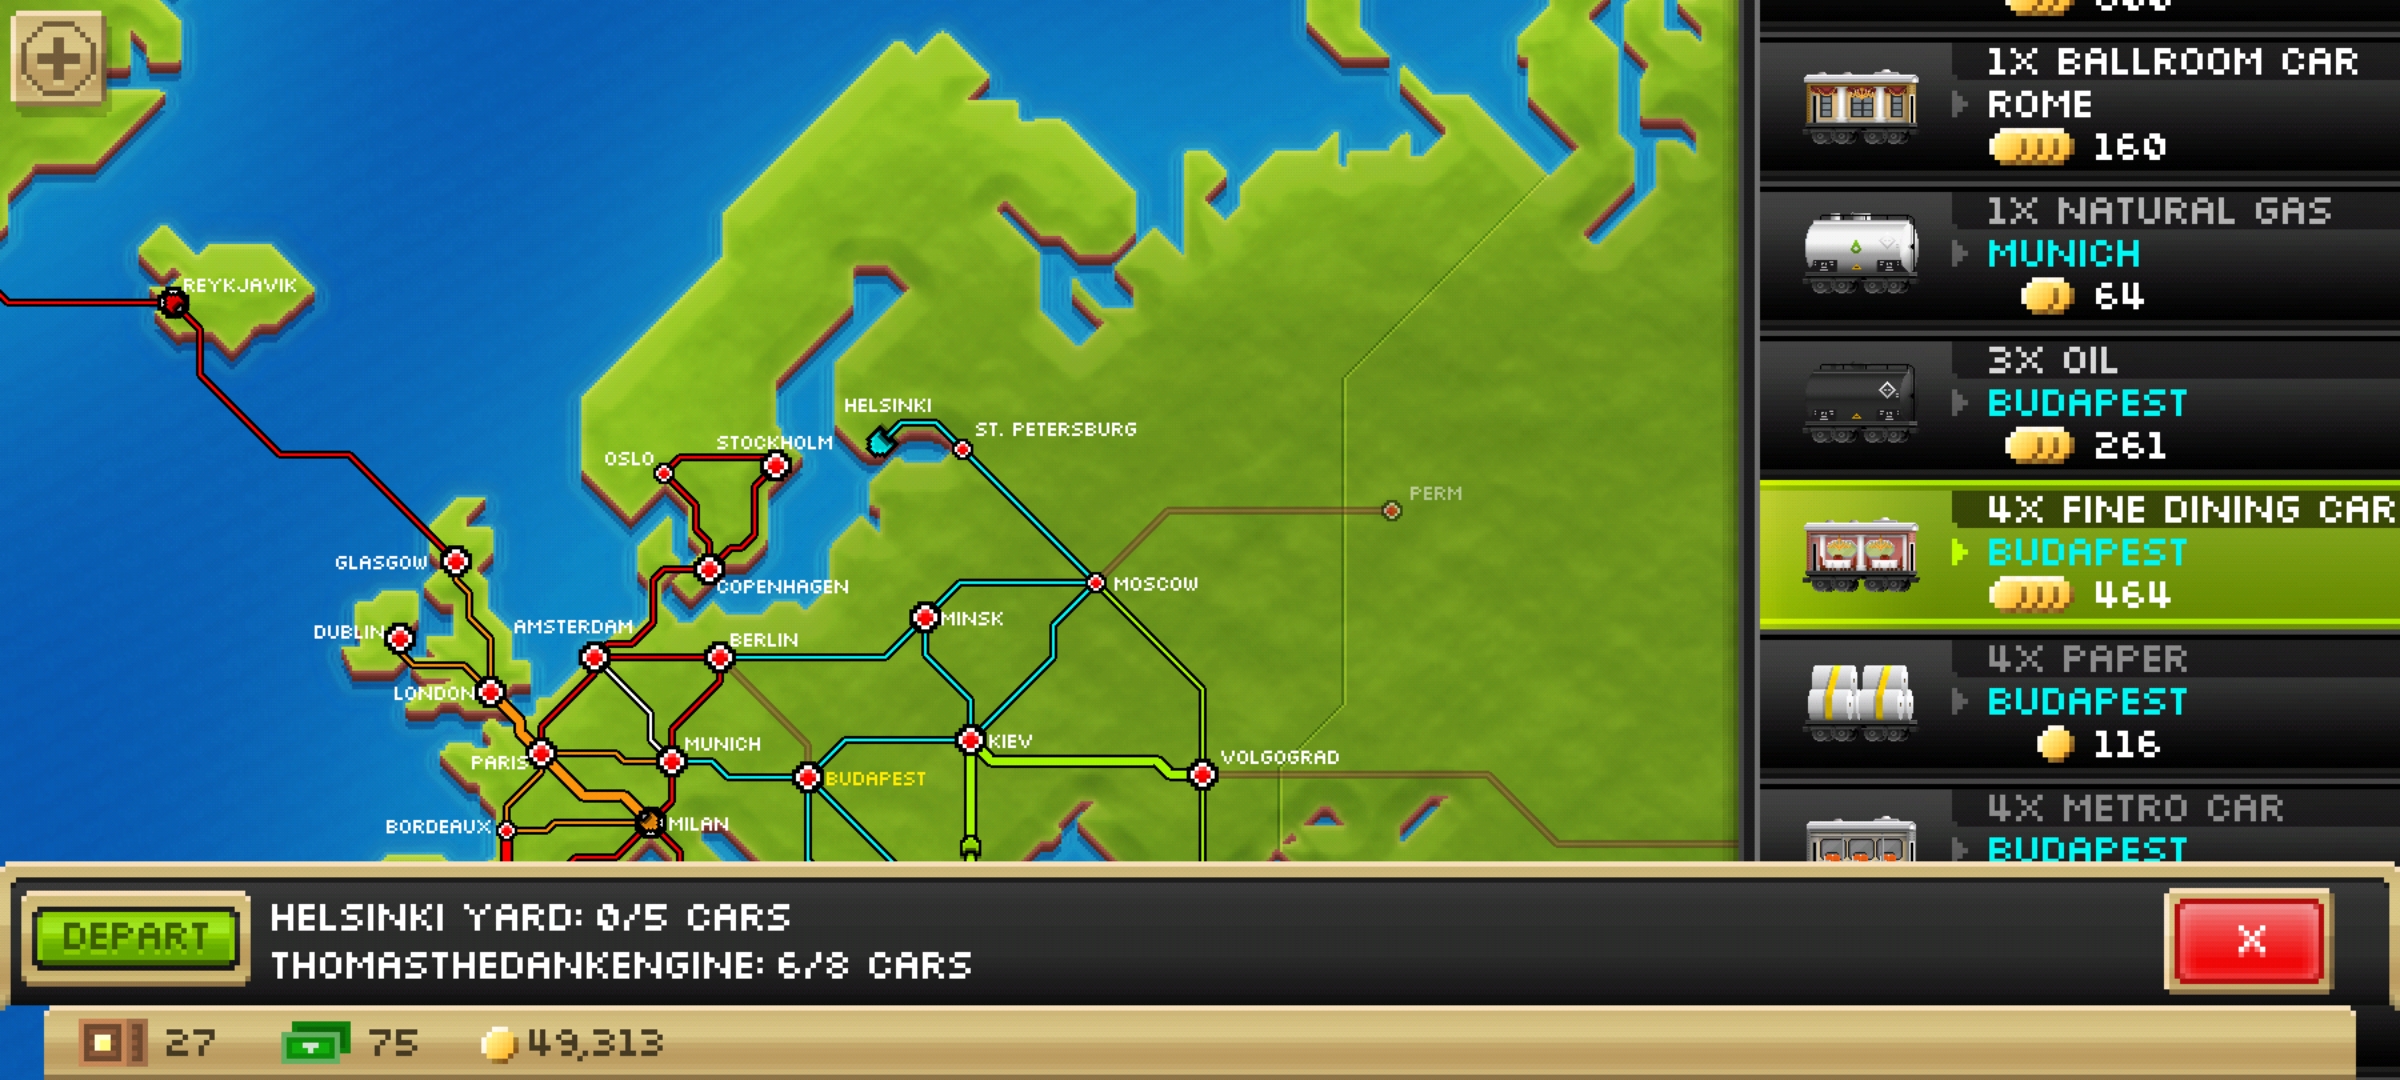 1X BALLROOM CAR
ROME
160
1X NATURAL GAS
MUNICH
64
3X OIL
BUDAPEST
261
4X FINE DINING CAR
BUDAPEST
464
4X PAPER
BUDAPEST
116
4X METRO CAR
BUDAPEST
REYKJAVIK
HELSINKI
ST. PETERSBURG
STOCKHOLM
OSLO
PERM
GLASGOW
COPENHAGEN
MOSCOW
DUBLIN
AMSTERDAM
BERLIN
MINSK
LONDON
PARIS
MUNICH
KIEV
VOLGOGRAD
BUDAPEST
BORDEAUX
MILAN
DEPART
HELSINKI YARD: 0/5 CARS
THOMASTHEDANKENGINE: 6/8 CARS
X
27
75
49,313